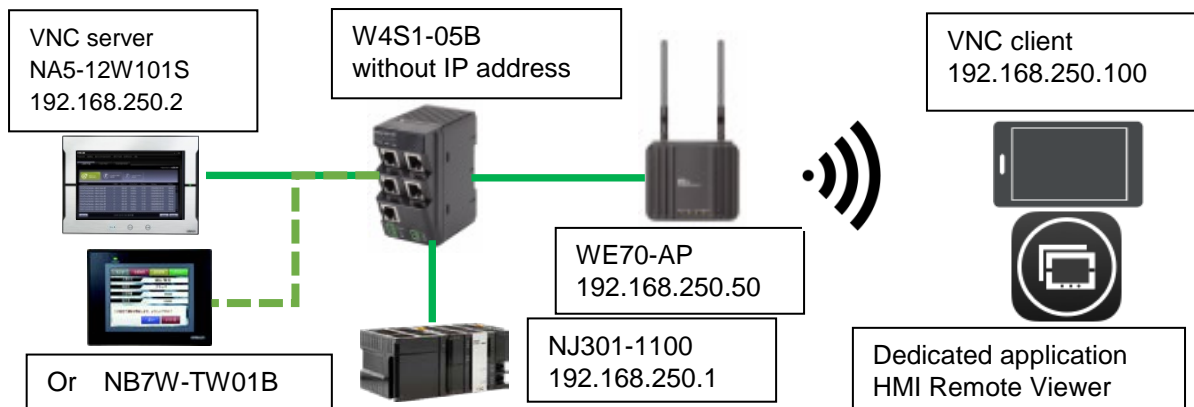 VNC server
NA5-12W101S
192.168.250.2
W4S1-05B
without IP address
VNC client
192.168.250.100
WE70-AP
192.168.250.50
NJ301-1100
192.168.250.1
Or NB7W-TW01B
Dedicated application
HMI Remote Viewer